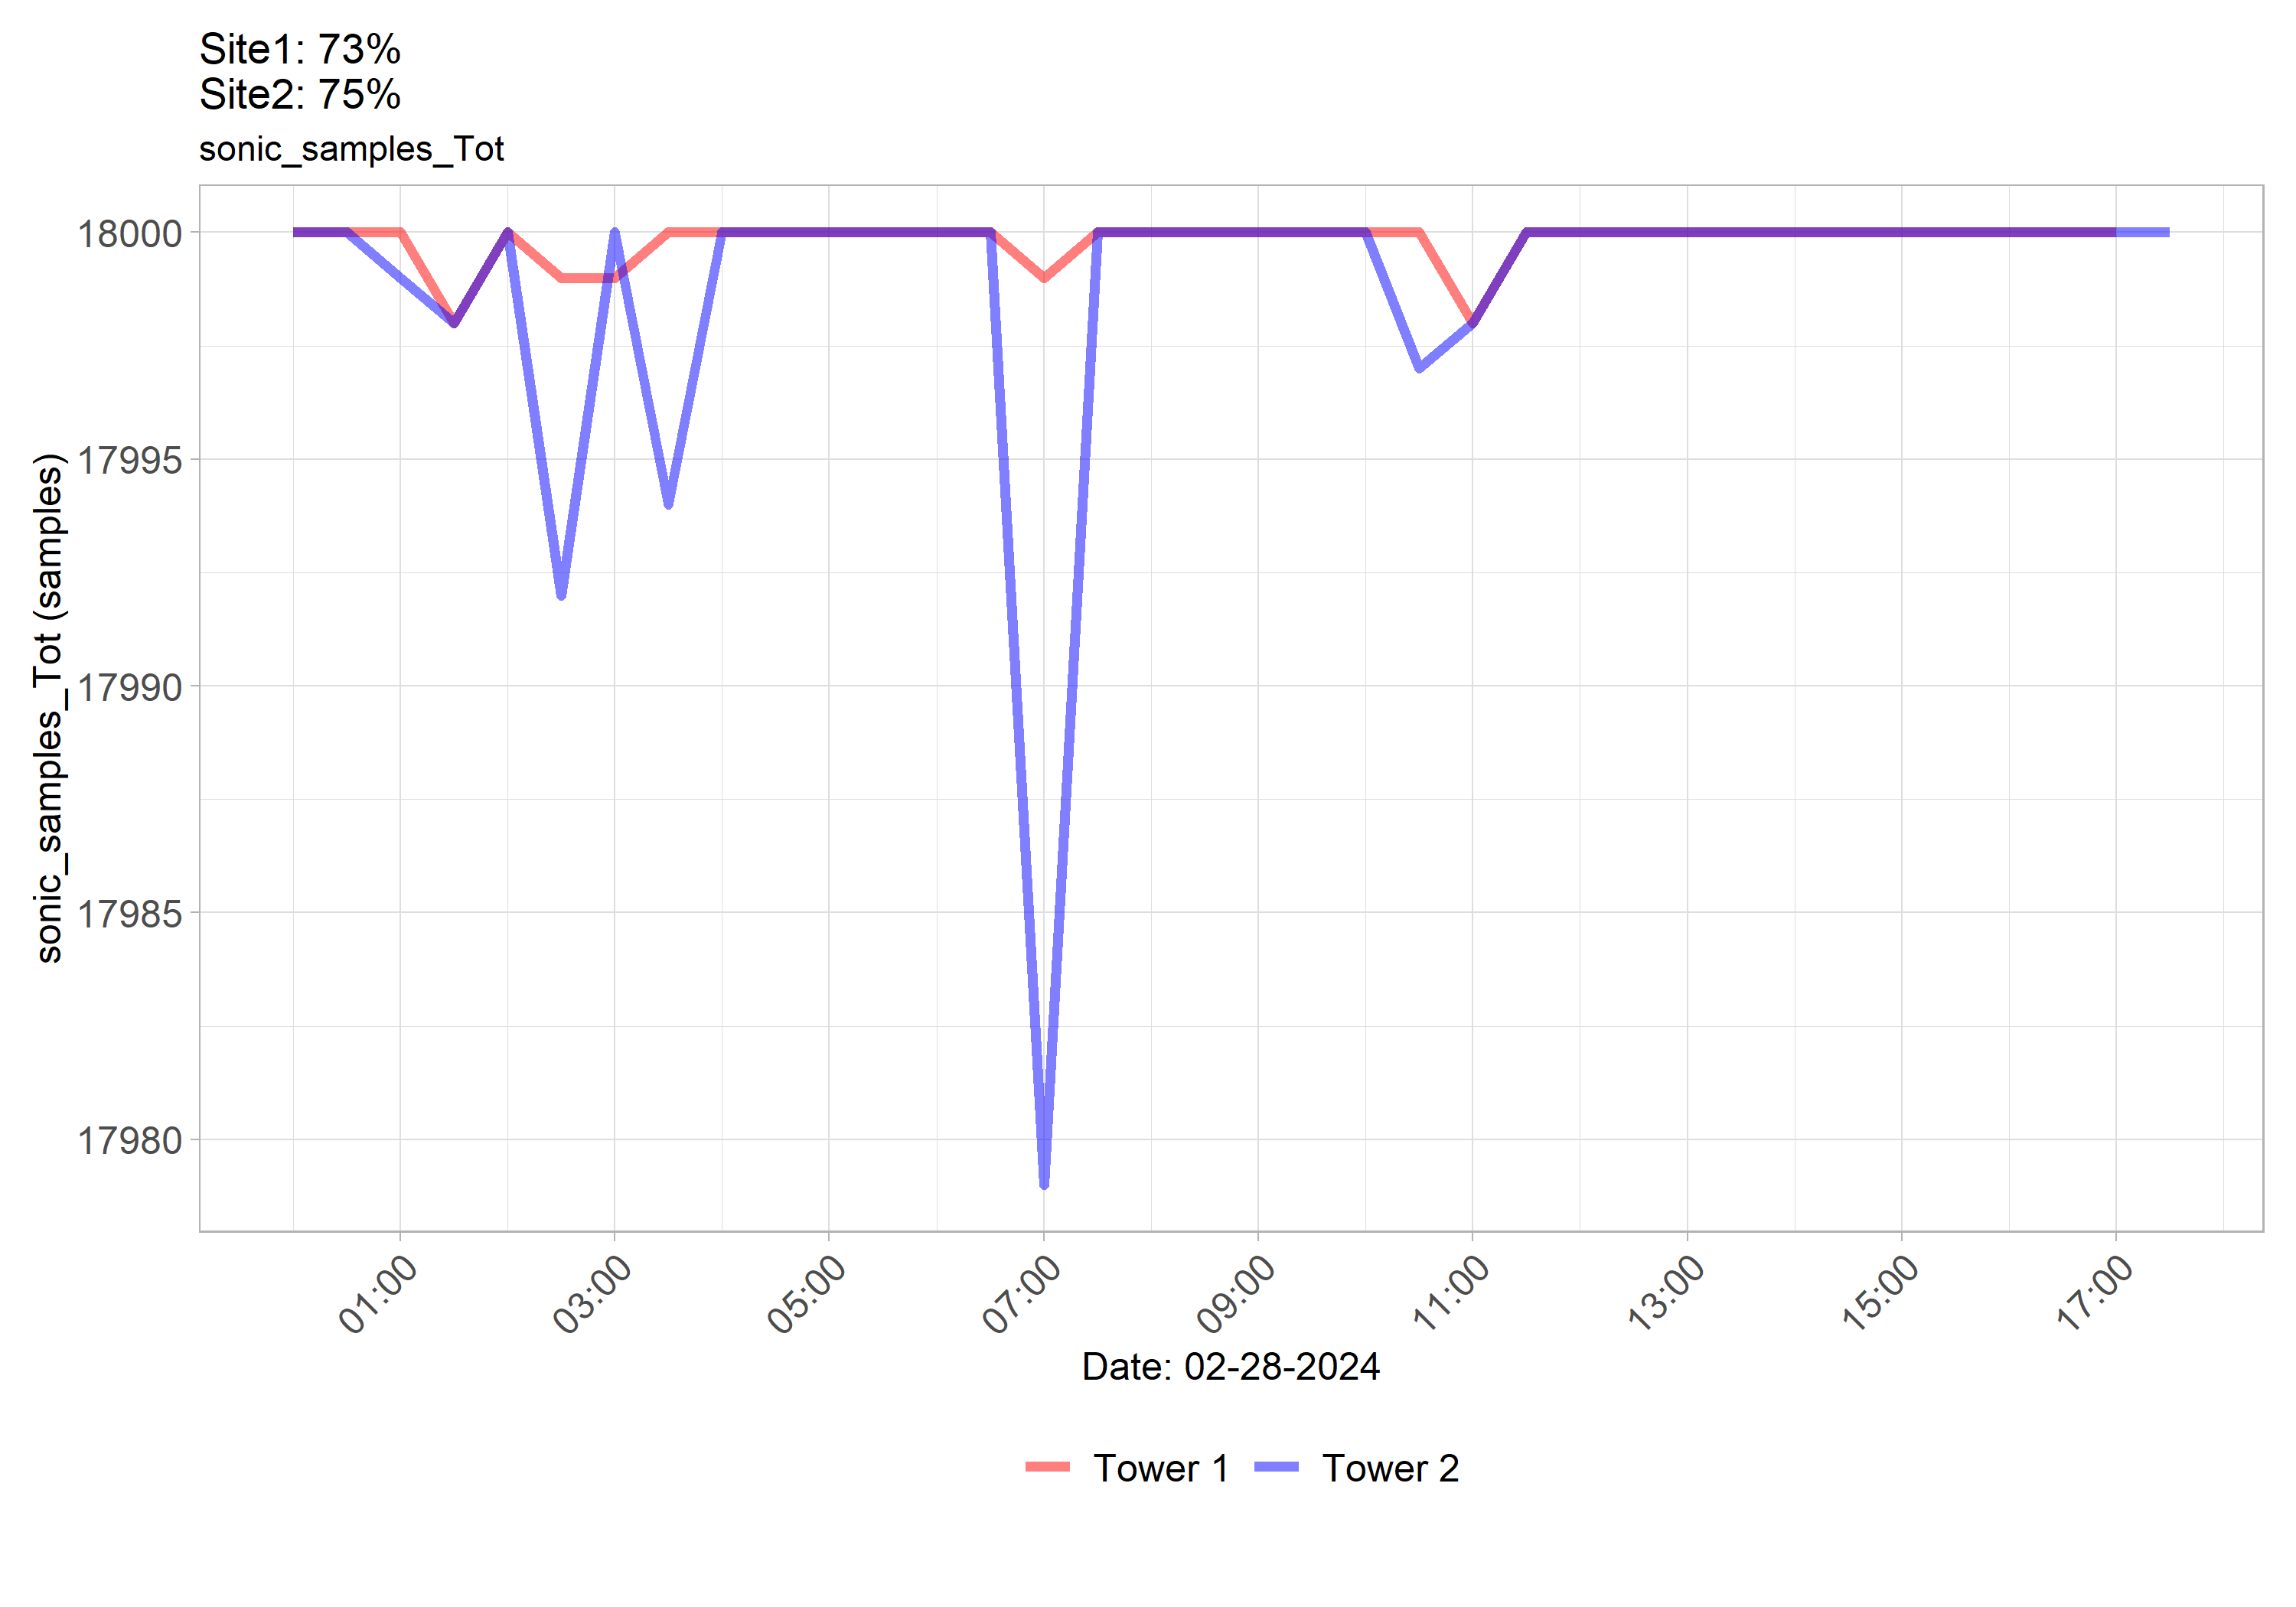 Site1: 73%
Site2: 75%
sonic_samples_Tot
sonic_samples_Tot (samples)
18000
17995
17990
17985
17980
01:00
03:00
05:00
07:00
09:00
11:00
13:00
15:00
17:00
Date: 02-28-2024
Tower 1
Tower 2